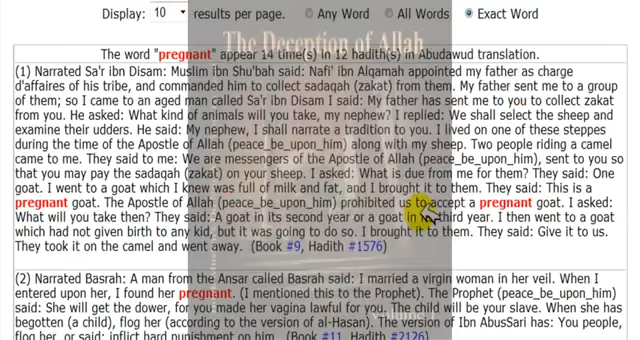 Display: 10 results per page. Any Word All Words Exact Word
The Deception of Allah
The word "pregnant" appear 14 time(s) in 12 hadith(s) in Abudawud translation.
(1) Narrated Sa'r ibn Disam: Muslim ibn Shu'bah said: Nafi' ibn Alqamah appointed my father as charge
d'affaires of his tribe, and commanded him to collect sadaqah (zakat) from them. My father sent me to a group
of them; so I came to an aged man called Sa'r ibn Disam I said: My father has sent me to you to collect zakat
from you. He asked: What kind of animals will you take, my nephew? I replied: We shall select the sheep and
examine their udders. He said: My nephew, I shall narrate a tradition to you. I lived on one of these steppes
during the time of the Apostle of Allah (peace_be_upon_him) along with my sheep. Two people riding a camel
came to me. They said to me: We are messengers of the Apostle of Allah (peace_be_upon_him), sent to you so
that you may pay the sadaqah (zakat) on your sheep. I asked: What is due from me for them? They said: One
goat. I went to a goat which I knew was full of milk and fat, and I brought it to them. They said: This is a
pregnant goat. The Apostle of Allah (peace_be_upon_him) prohibited us to accept a pregnant goat. I asked:
What will you take then? They said: A goat in its second year or a goat in third year. I then went to a goat
which had not given birth to any kid, but it was going to do so. I brought it to them. They said: Give it to us.
They took it on the camel and went away. (Book #9, Hadith #1576)
(2) Narrated Basrah: A man from the Ansar called Basrah said: I married a virgin woman in her veil. When I
entered upon her, I found her pregnant. (I mentioned this to the Prophet). The Prophet (peace_be_upon_him)
said: She will get the dower, for you made her vagina lawful for you. The child will be your slave. When she has
begotten (a child), flog her (according to the version of al-Hasan). The version of Ibn AbusSari has: You people,
flog her, or said: inflict hard punishment on him. (Book #11, Hadith #2126)